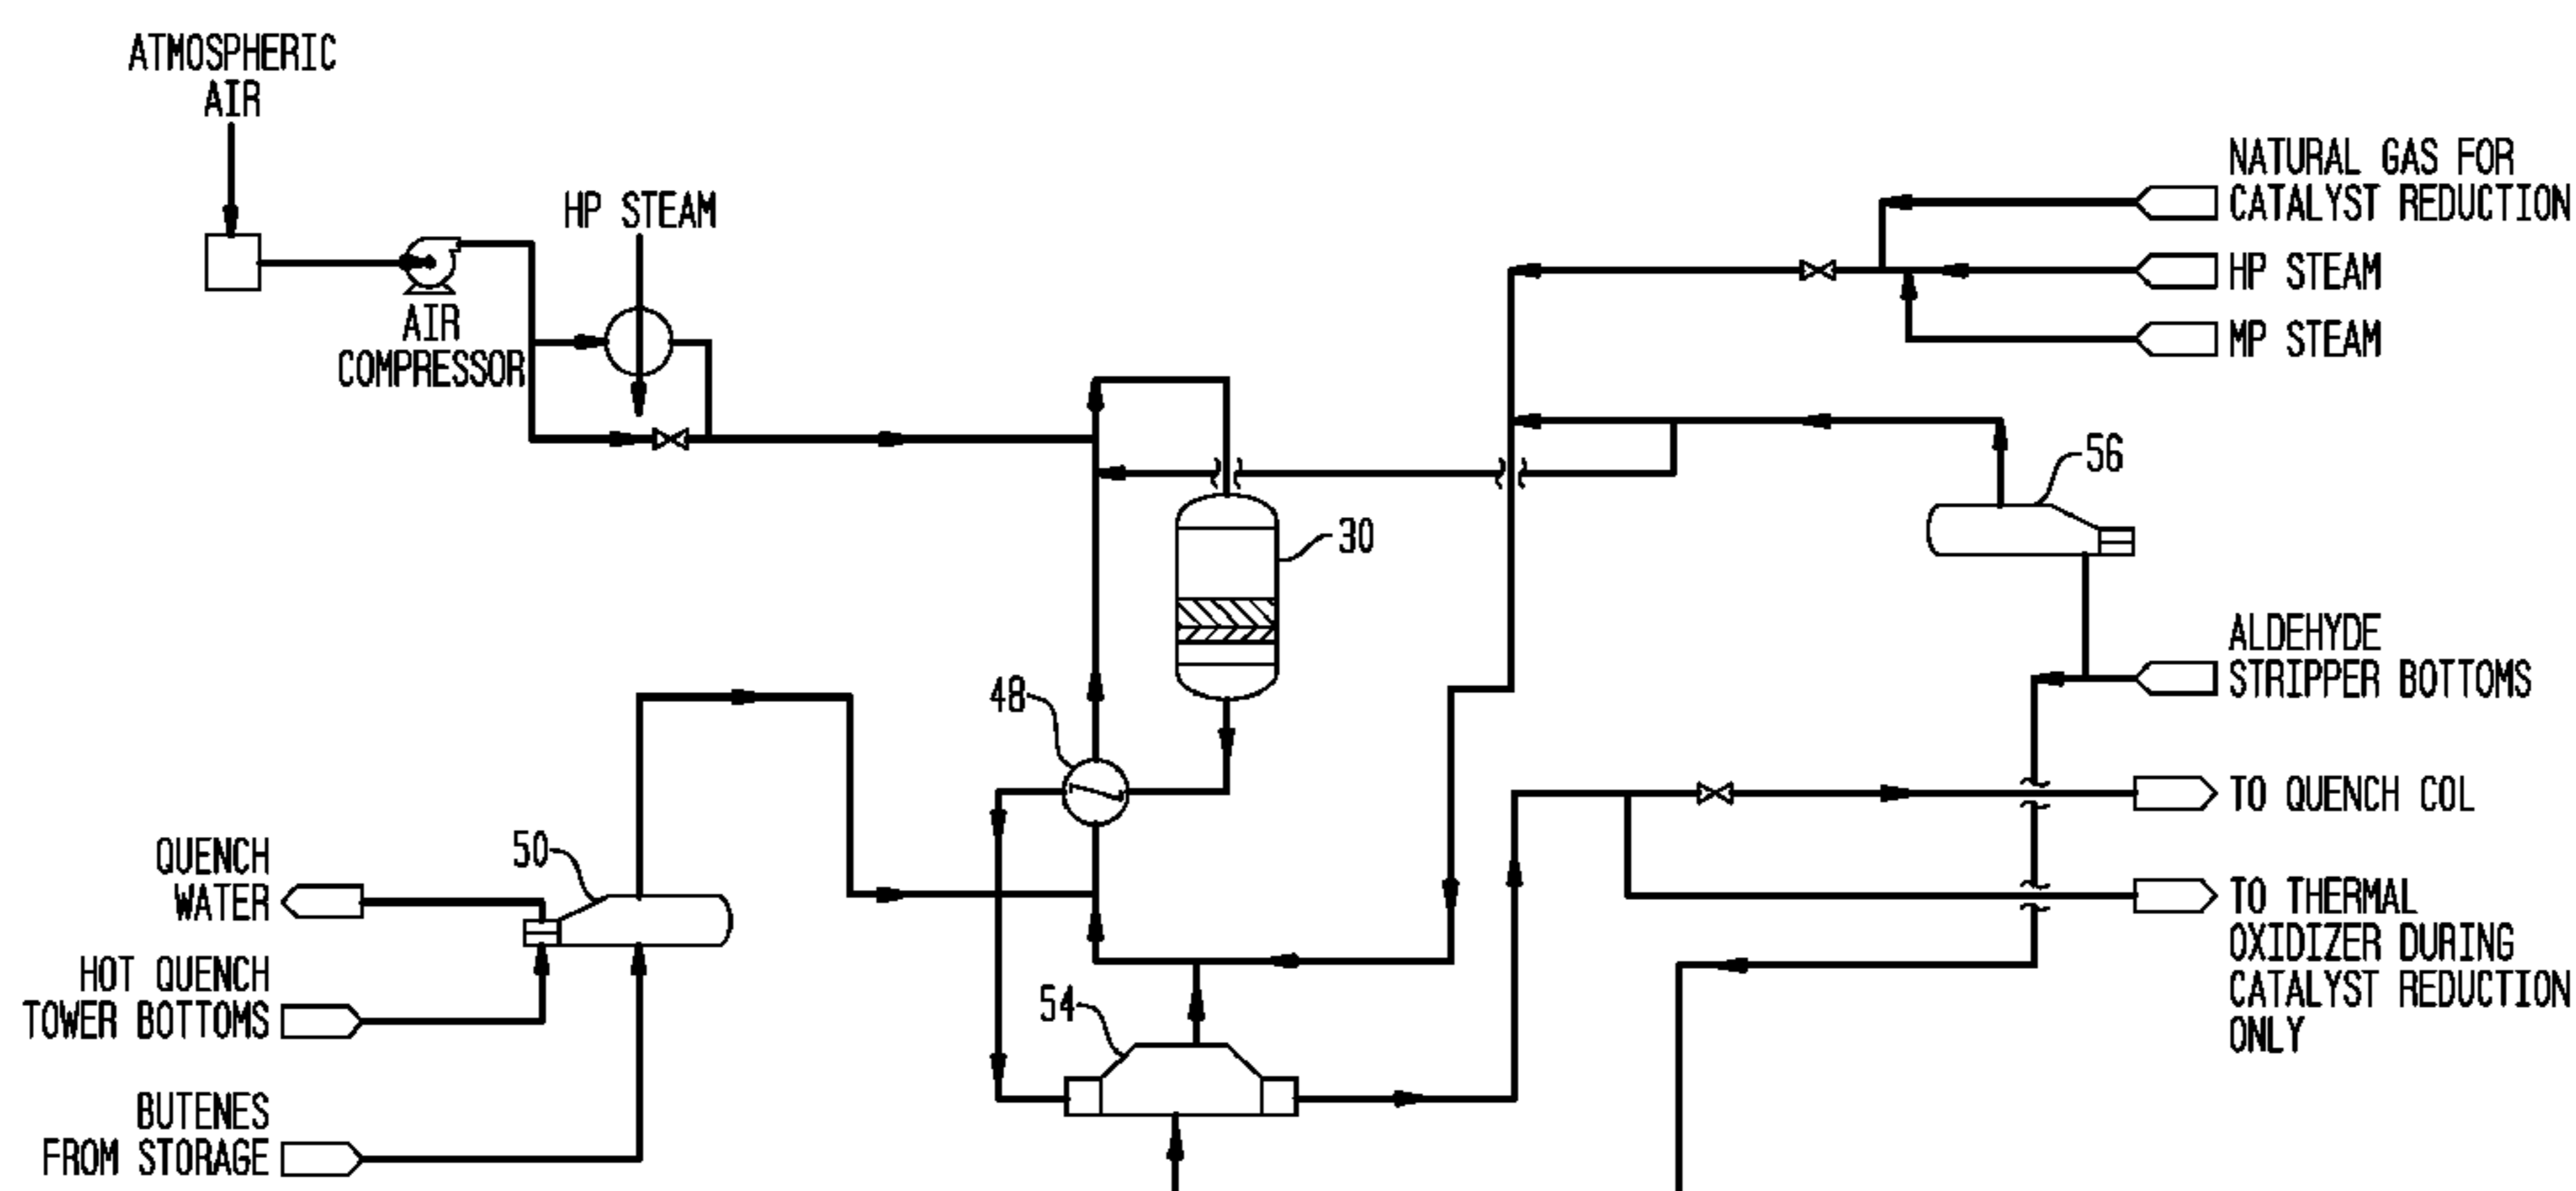 ATMOSPHERIC
AIR
HP STEAM
AIR
COMPRESSOR
NATURAL GAS FOR
CATALYST REDUCTION
HP STEAM
MP STEAM
56
30
ALDEHYDE
STRIPPER BOTTOMS
48
TO QUENCH COL
50
QUENCH
WATER
TO THERMAL
OXIDIZER DURING
CATALYST REDUCTION
ONLY
HOT QUENCH
TOWER BOTTOMS
54
BUTENES
FROM STORAGE